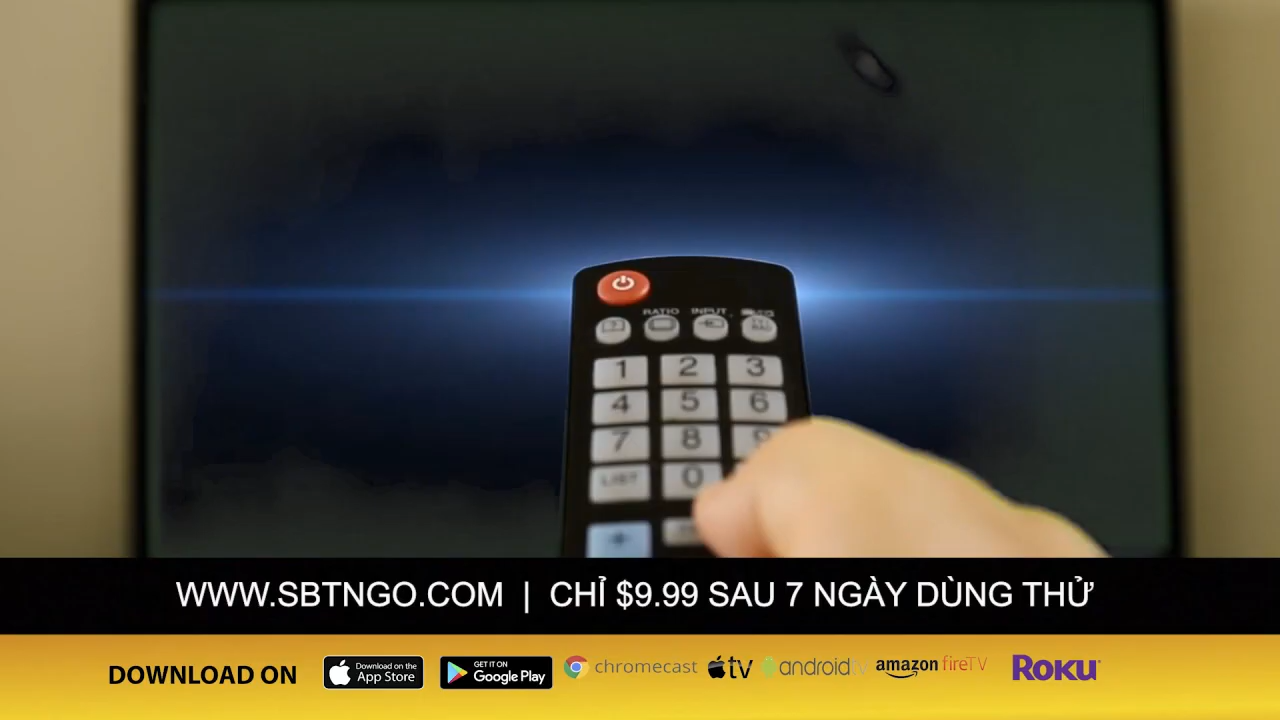 RATIO INPUT
1 2 3
4 5 6
7 8 9
LIST 0
WWW.SBTNGO.COM | CHỈ $9.99 SAU 7 NGÀY DÙNG THỬ
DOWNLOAD ON
Download on the
App Store
GET IT ON
Google Play
chromecast
tv
androidtv
amazon fireTV
ROKU